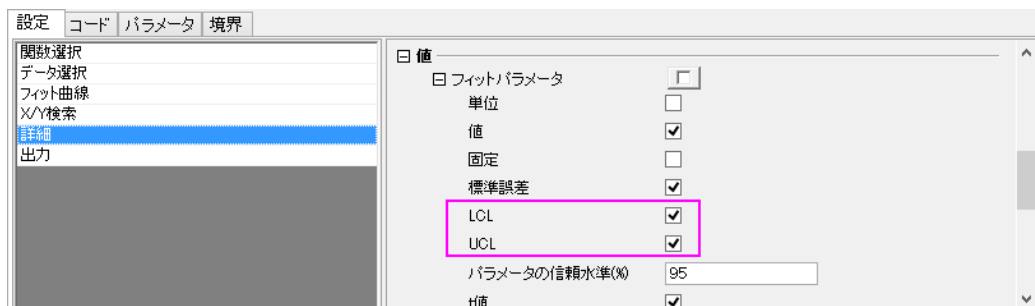 設定 コード パラメータ 境界
関数選択
データ選択
フィット曲線
X/Y検索
詳細
出力
値
フィットパラメータ
単位
値
固定
標準誤差
LCL
UCL
パラメータの信頼水準(%) 95
t値